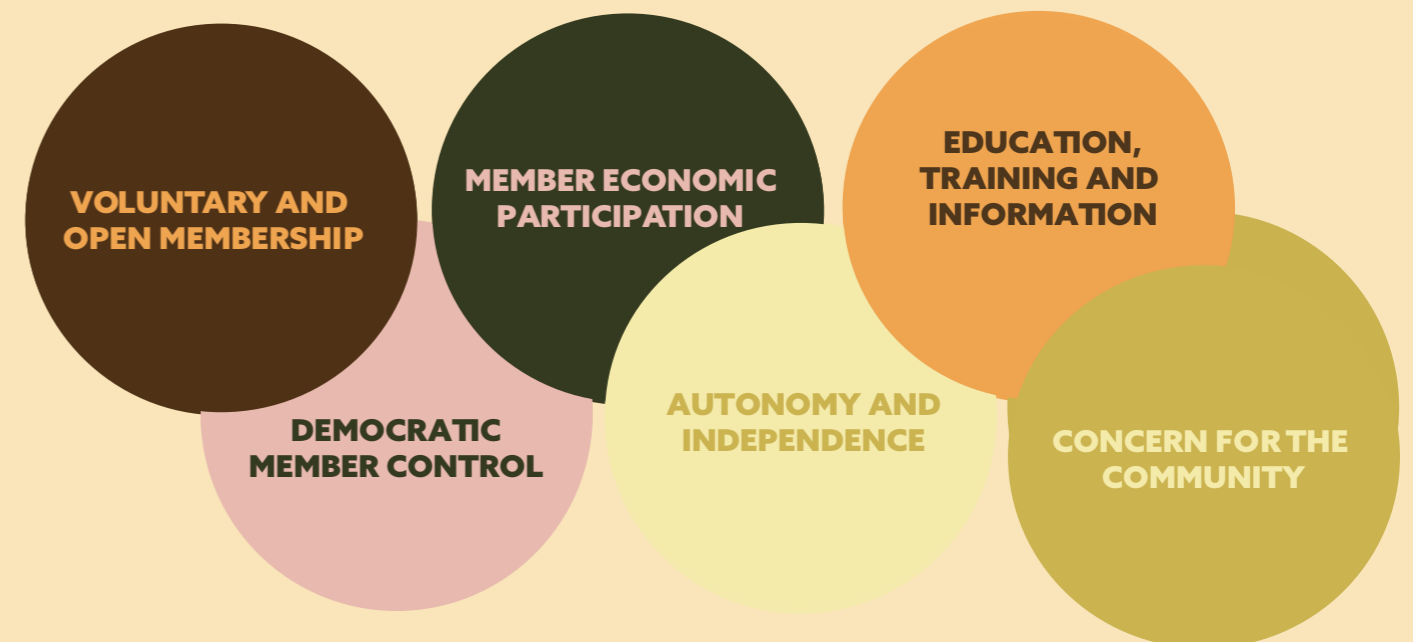 VOLUNTARY AND
OPEN MEMBERSHIP
DEMOCRATIC
MEMBER CONTROL
MEMBER ECONOMIC
PARTICIPATION
AUTONOMY AND
INDEPENDENCE
EDUCATION,
TRAINING AND
INFORMATION
CONCERN FOR THE
COMMUNITY